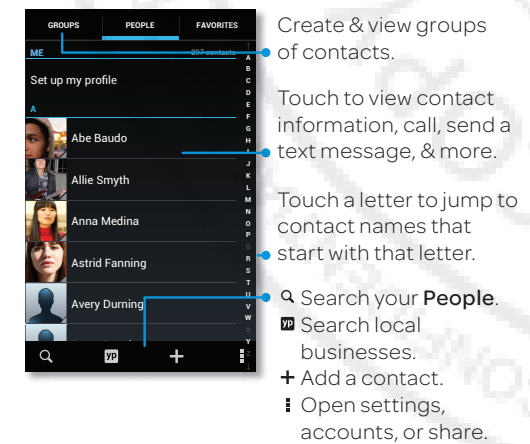 GROUPS PEOPLE FAVORITES
ME 297 contacts
Set up my profile
A
Abe Baudo
Allie Smyth
Anna Medina
Astrid Fanning
Avery Durning
A
B
C
D
E
F
G
H
I
J
K
L
M
N
O
P
Q
R
S
T
U
V
W
X
Y
Z
yp
Create & view groups
of contacts.
Touch to view contact
information, call, send a
text message, & more.
Touch a letter to jump to
contact names that
start with that letter.
Search your People.
yp Search local
businesses.
+ Add a contact.
Open settings,
accounts, or share.